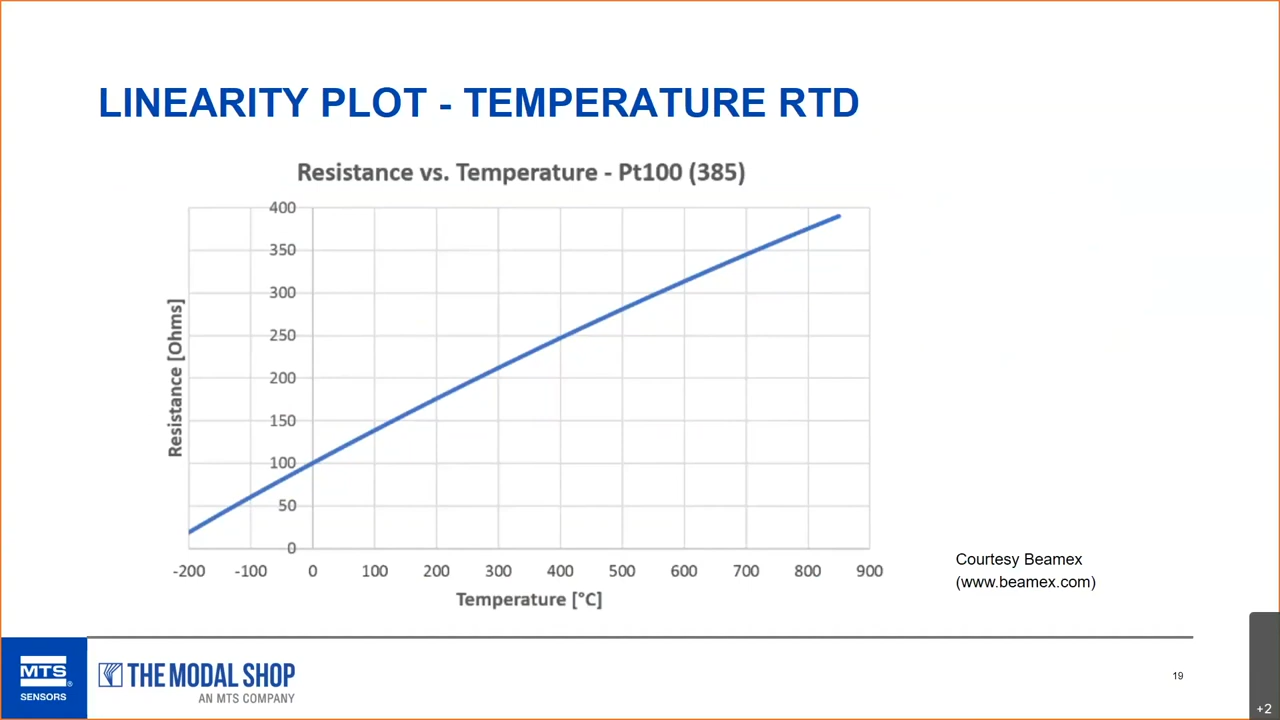 LINEARITY PLOT - TEMPERATURE RTD
Resistance vs. Temperature - Pt100 (385)
400
350
300
250
200
150
100
50
0
Resistance [Ohms]
-200 -100 0 100 200 300 400 500 600 700 800 900
Temperature [°C]
Courtesy Beamex
(www.beamex.com)
MTS®
SENSORS
THE MODAL SHOP
AN MTS COMPANY
19
+2